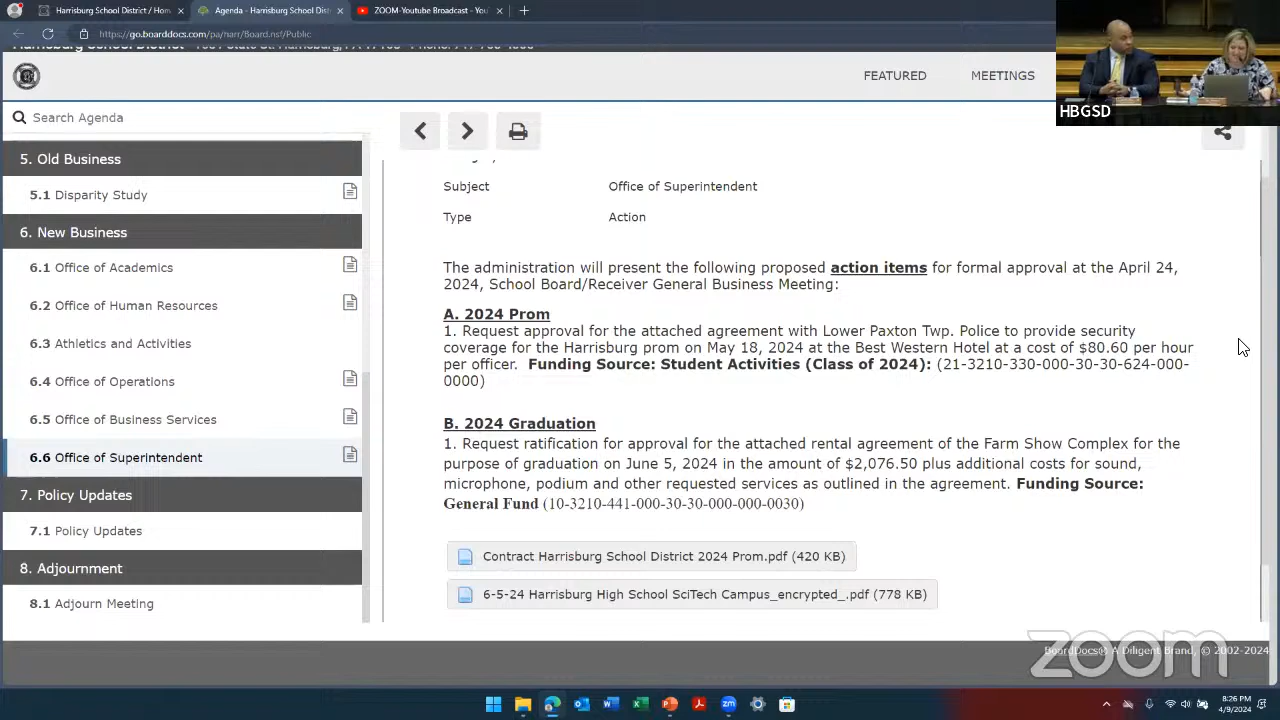 Harrisburg School District / Hom
Agenda - Harrisburg School Distri
ZOOM-Youtube Broadcast - YouT
https://go.boarddocs.com/pa/harr/Board.nsf/Public
FEATURED
MEETINGS
HBGSD
Search Agenda
5. Old Business
5.1 Disparity Study
6. New Business
6.1 Office of Academics
6.2 Office of Human Resources
6.3 Athletics and Activities
6.4 Office of Operations
6.5 Office of Business Services
6.6 Office of Superintendent
7. Policy Updates
7.1 Policy Updates
8. Adjournment
8.1 Adjourn Meeting
Subject Office of Superintendent
Type Action
The administration will present the following proposed action items for formal approval at the April 24,
2024, School Board/Receiver General Business Meeting:
A. 2024 Prom
1. Request approval for the attached agreement with Lower Paxton Twp. Police to provide security
coverage for the Harrisburg prom on May 18, 2024 at the Best Western Hotel at a cost of $80.60 per hour
per officer. Funding Source: Student Activities (Class of 2024): (21-3210-330-000-30-30-624-000-
0000)
B. 2024 Graduation
1. Request ratification for approval for the attached rental agreement of the Farm Show Complex for the
purpose of graduation on June 5, 2024 in the amount of $2,076.50 plus additional costs for sound,
microphone, podium and other requested services as outlined in the agreement. Funding Source:
General Fund (10-3210-441-000-30-30-000-000-0030)
Contract Harrisburg School District 2024 Prom.pdf (420 KB)
6-5-24 Harrisburg High School SciTech Campus_encrypted_.pdf (778 KB)
zoom
BoardDocs® A Diligent Brand, © 2002-2024
8:26 PM
4/9/2024